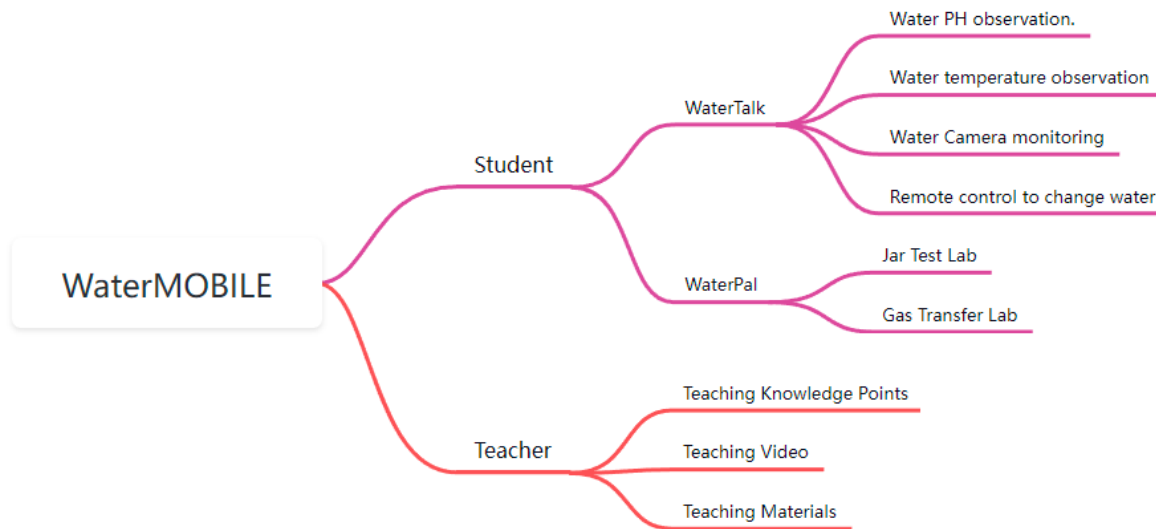 WaterMOBILE
Student
WaterTalk
Water PH observation.
Water temperature observation
Water Camera monitoring
Remote control to change water
WaterPal
Jar Test Lab
Gas Transfer Lab
Teacher
Teaching Knowledge Points
Teaching Video
Teaching Materials